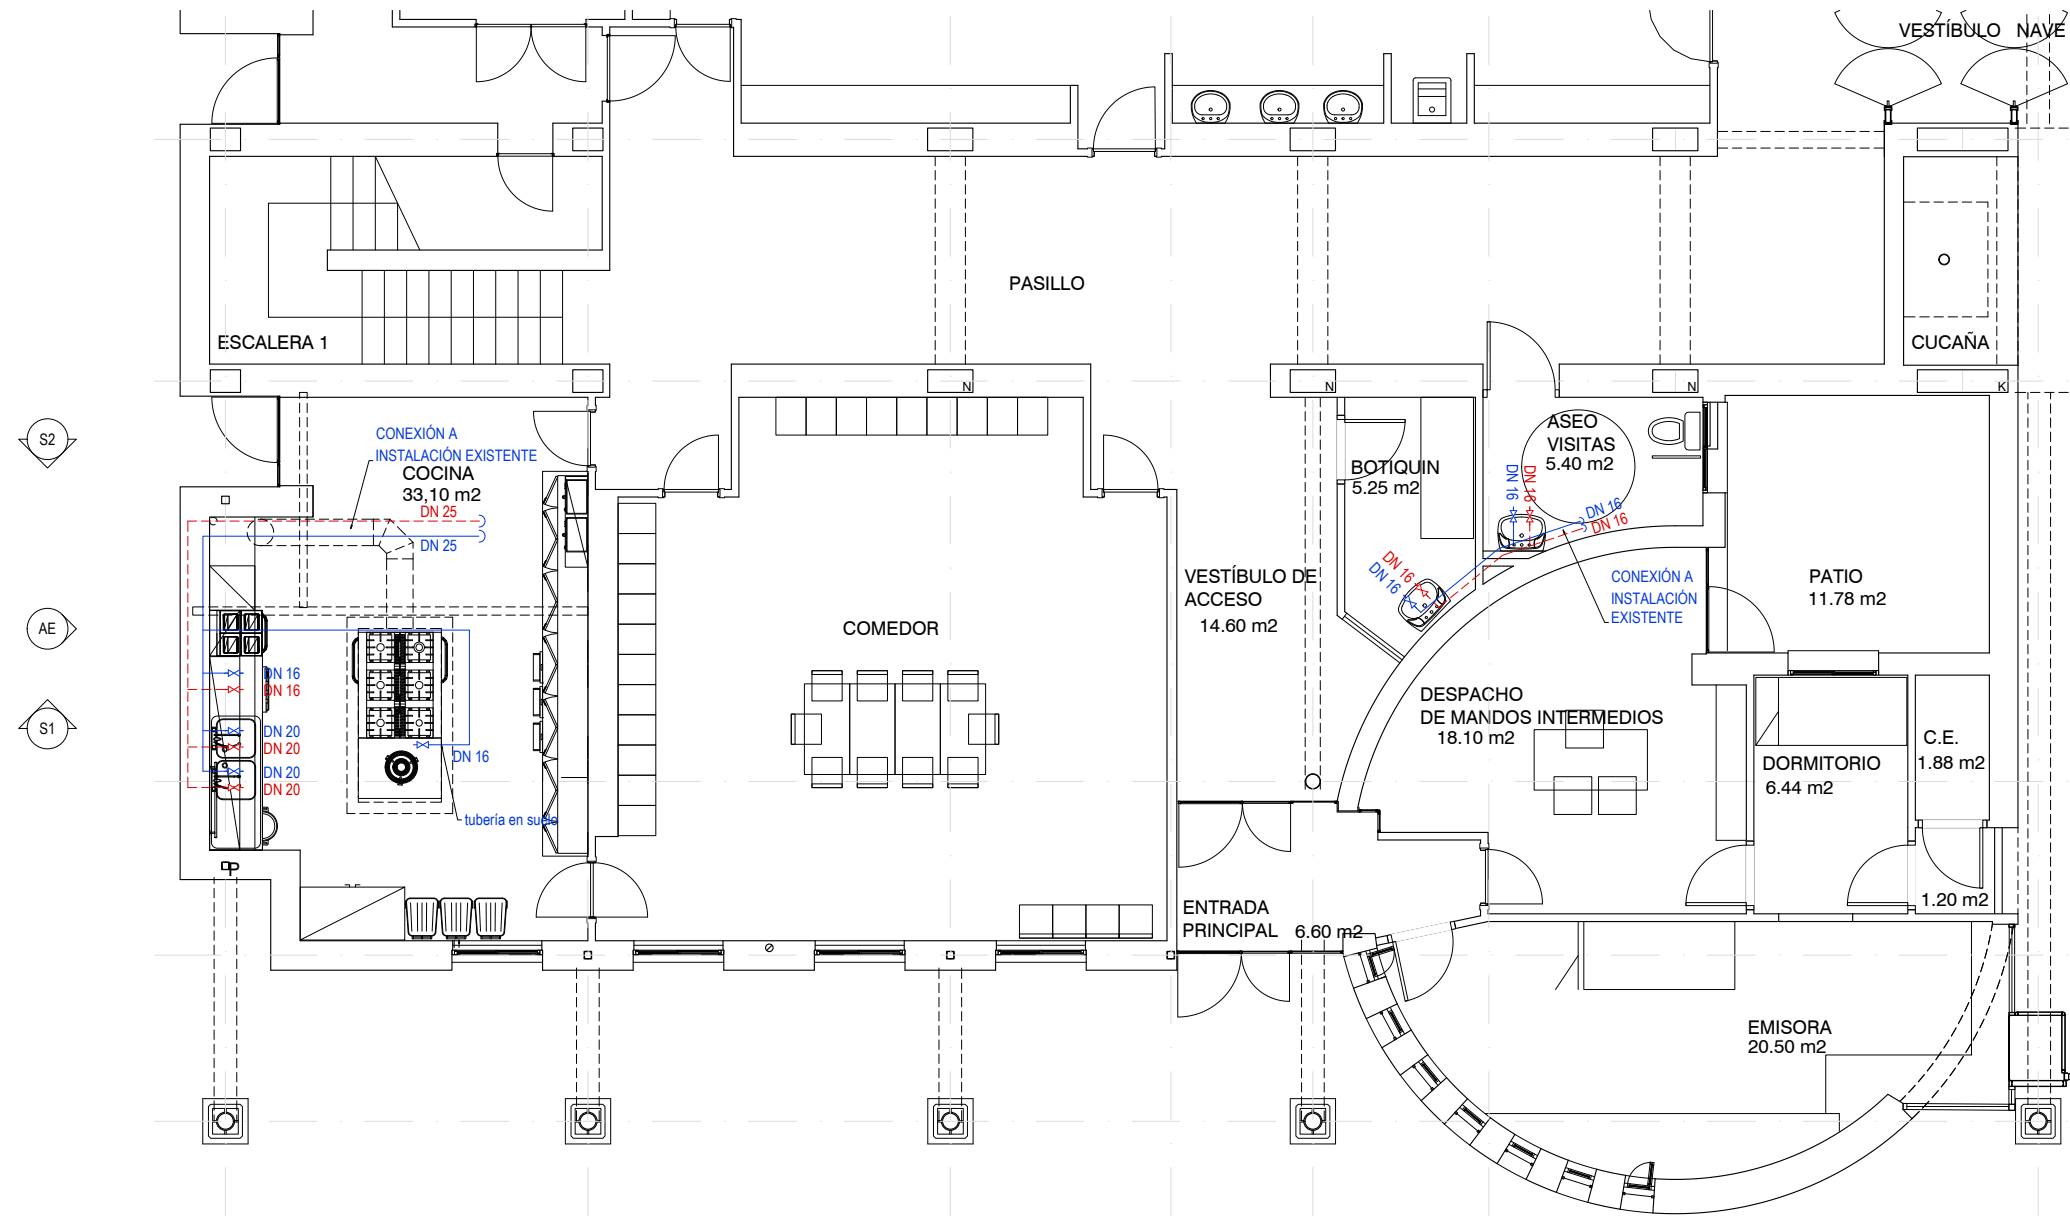 VESTÍBULO NAVE
PASILLO
ESCALERA 1
CUCAÑA
N
N
N
K
S2
CONEXIÓN A
INSTALACIÓN EXISTENTE
COCINA
33,10 m2
DN 25
DN 25
ASEO
VISITAS
5.40 m2
BOTIQUIN
5.25 m2
DN 16
DN 16
DN 16
DN 16
DN 16
DN 16
CONEXIÓN A
INSTALACIÓN
EXISTENTE
VESTÍBULO DE
ACCESO
14.60 m2
PATIO
11.78 m2
AE
COMEDOR
DN 16
DN 16
S1
DN 20
DN 20
DN 16
DN 20
DN 20
tubería en suelo
DESPACHO
DE MANDOS INTERMEDIOS
18.10 m2
DORMITORIO
6.44 m2
C.E.
1.88 m2
1.20 m2
ENTRADA
PRINCIPAL 6.60 m2
EMISORA
20.50 m2